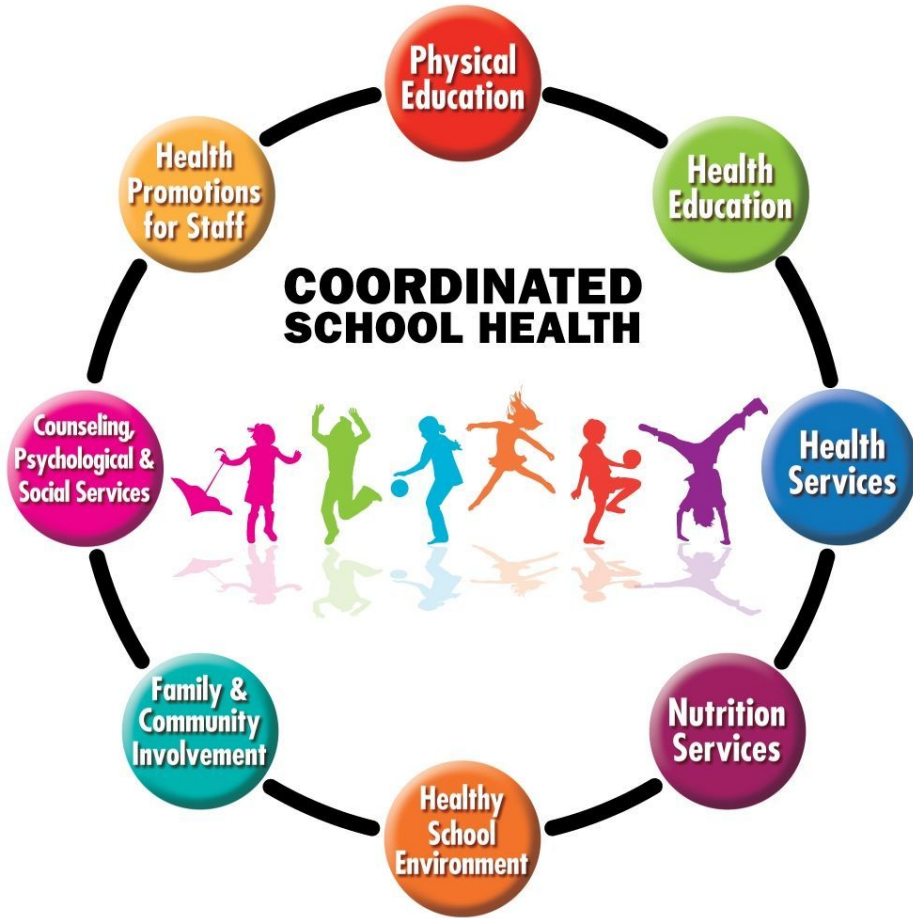 Physical
Education
Health
Education
Health
Services
Nutrition
Services
Healthy
School
Environment
Family &
Community
Involvement
Counseling,
Psychological &
Social Services
Health
Promotions
for Staff
COORDINATED
SCHOOL HEALTH